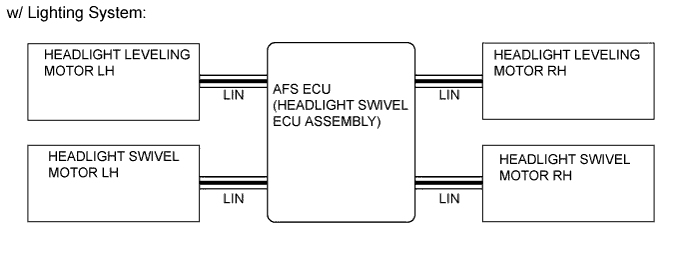 w/ Lighting System:
HEADLIGHT LEVELING
MOTOR LH
LIN
AFS ECU
(HEADLIGHT SWIVEL
ECU ASSEMBLY)
LIN
HEADLIGHT LEVELING
MOTOR RH
HEADLIGHT SWIVEL
MOTOR LH
LIN
LIN
HEADLIGHT SWIVEL
MOTOR RH